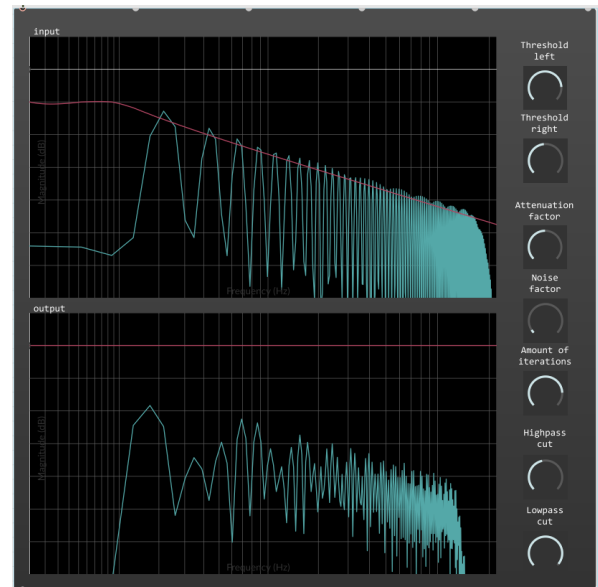 input
Magnitude (dB)
Frequency (Hz)
output
Magnitude (dB)
Frequency (Hz)
Threshold
left
Threshold
right
Attenuation
factor
Noise
factor
Amount of
iterations
Highpass
cut
Lowpass
cut